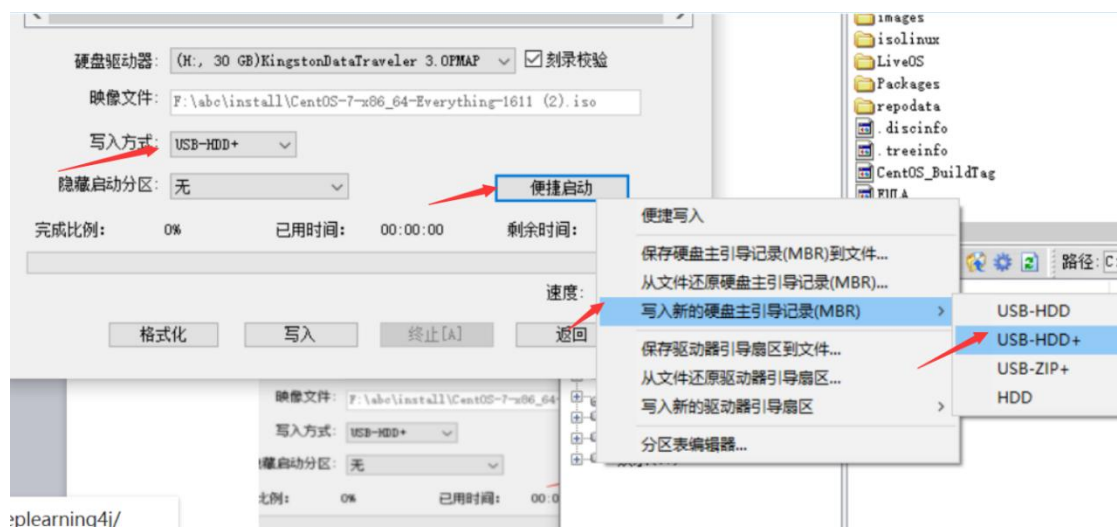 硬盘驱动器: (H:, 30 GB)KingstonDataTraveler 3.0PMAP 刻录校验
映像文件: F:\abc\install\CentOS-7-x86_64-Everything-1611 (2).iso
写入方式: USB-HDD+
隐藏启动分区: 无 便捷启动
完成比例: 0% 已用时间: 00:00:00 剩余时间:
速度:
格式化 写入 终止[A] 返回
便捷写入
保存硬盘主引导记录(MBR)到文件...
从文件还原硬盘主引导记录(MBR)...
写入新的硬盘主引导记录(MBR)
保存驱动器引导扇区到文件...
从文件还原驱动器引导扇区...
写入新的驱动器引导扇区
分区表编辑器...
USB-HDD
USB-HDD+
USB-ZIP+
HDD
images
isolinux
LiveOS
Packages
repodata
.discinfo
.treeinfo
CentOS_BuildTag
EULA
路径: C:
映像文件: F:\abc\install\CentOS-7-x86_64
写入方式: USB-HDD+
隐藏启动分区: 无
比例: 0% 已用时间: 00:0
eplearning4j/